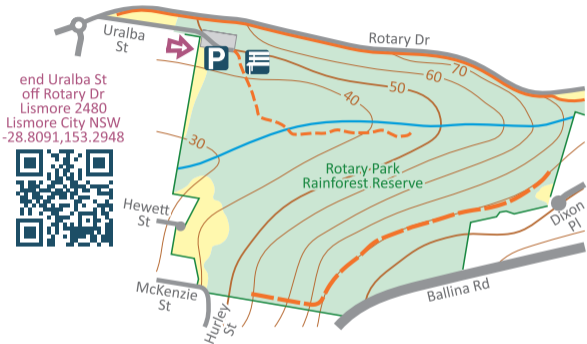 Uralba
St
Rotary Dr
P
end Uralba St
off Rotary Dr
Lismore 2480
Lismore City NSW
-28.8091,153.2948
70
60
50
40
30
Rotary Park
Rainforest Reserve
Hewett
St
Dixon
Pl
McKenzie
St
Hurley
St
Ballina Rd